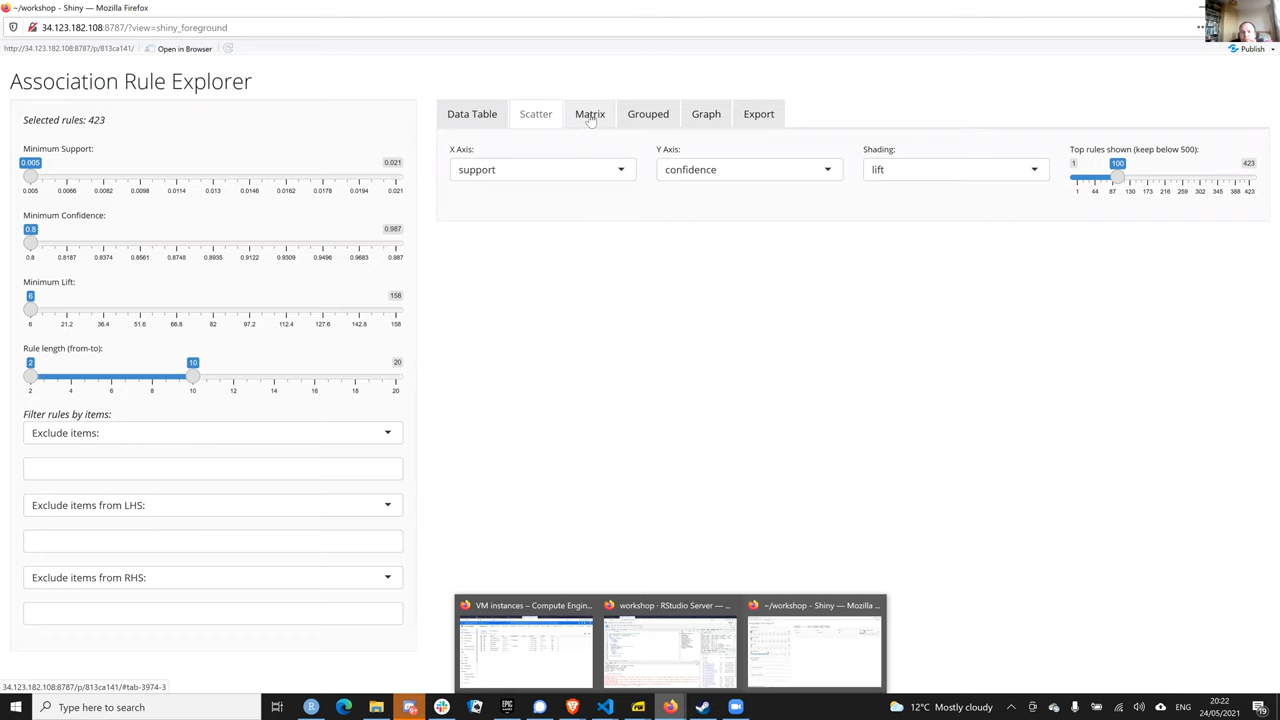 ~/workshop - Shiny — Mozilla Firefox
34.123.182.108:8787/?view=shiny_foreground
http://34.123.182.108:8787/p/813ca141/
Open in Browser
Publish
Association Rule Explorer
Selected rules: 423
Minimum Support:
0.005 0.021
0.005 0.0066 0.0082 0.0098 0.0114 0.013 0.0146 0.0162 0.0178 0.0194 0.021
Minimum Confidence:
0.8 0.987
0.8 0.8187 0.8374 0.8561 0.8748 0.8935 0.9122 0.9309 0.9496 0.9683 0.987
Minimum Lift:
6 158
6 21.2 36.4 51.6 66.8 82 97.2 112.4 127.6 142.8 158
Rule length (from-to):
2 10 20
2 4 6 8 10 12 14 16 18 20
Filter rules by items:
Exclude items:
Exclude items from LHS:
Exclude items from RHS:
Data Table Scatter Matrix Grouped Graph Export
X Axis: Y Axis: Shading: Top rules shown (keep below 500):
support confidence lift
1 100 423
1 44 87 130 173 216 259 302 345 388 423
VM instances – Compute Engin...
workshop · RStudio Server — ...
~/workshop - Shiny — Mozilla ...
34.123.182.108:8787/p/813ca141/#tab-3974-3
Type here to search
12°C Mostly cloudy
ENG
20:22
24/05/2021
19